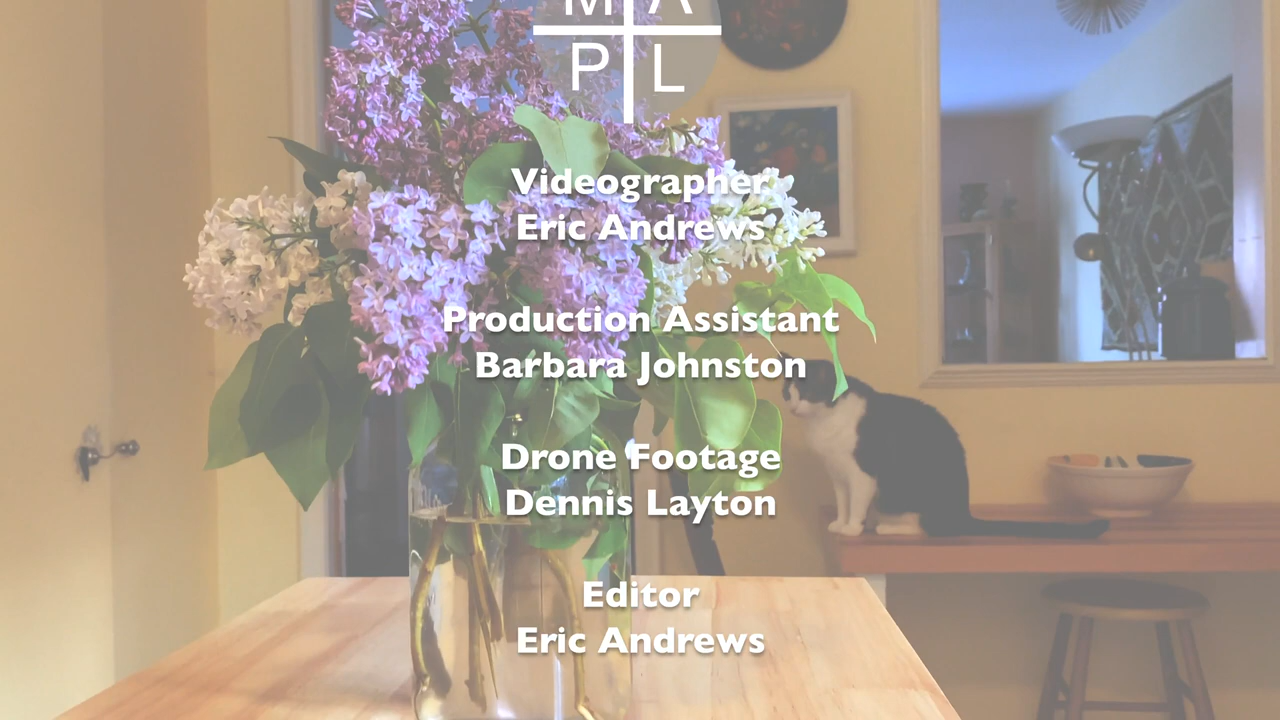 M A
P L
Videographer
Eric Andrews
Production Assistant
Barbara Johnston
Drone Footage
Dennis Layton
Editor
Eric Andrews